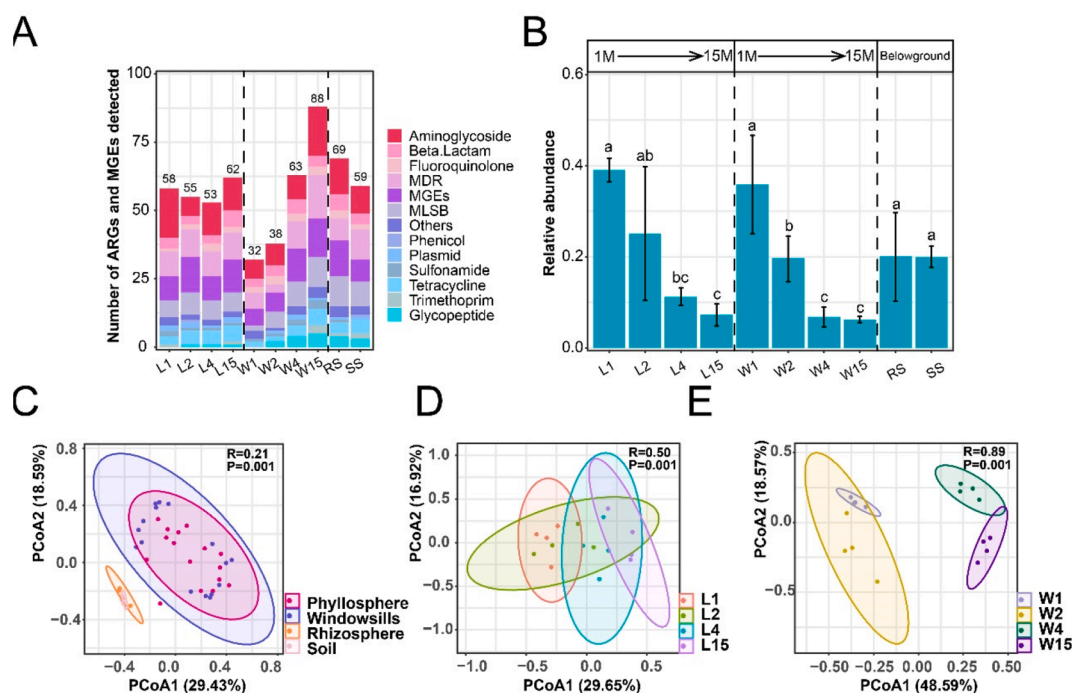 A
Number of ARGs and MGEs detected
100
75
50
25
0
58
55
53
62
32
38
63
88
69
59
L1
L2
L4
L15
W1
W2
W4
W15
RS
SS
Aminoglycoside
Beta.Lactam
Fluoroquinolone
MDR
MGEs
MLSB
Others
Phenicol
Plasmid
Sulfonamide
Tetracycline
Trimethoprim
Glycopeptide
B
1M 15M 1M 15M Belowground
Relative abundance
0.6
0.4
0.2
0.0
a
ab
bc
c
a
b
c
c
a
a
L1
L2
L4
L15
W1
W2
W4
W15
RS
SS
C
PCoA2 (18.59%)
0.8
0.4
0.0
−0.4
R=0.21
P=0.001
Phyllosphere
Windowsills
Rhizosphere
Soil
−0.4 0.0 0.4 0.8
PCoA1 (29.43%)
D
PCoA2 (16.92%)
1.0
0.5
0.0
−0.5
−1.0
R=0.50
P=0.001
L1
L2
L4
L15
−1.0 −0.5 0.0 0.5
PCoA1 (29.65%)
E
PCoA2 (18.57%)
0.5
0.0
−0.5
R=0.89
P=0.001
W1
W2
W4
W15
−0.50 −0.25 0.00 0.25 0.50
PCoA1 (48.59%)